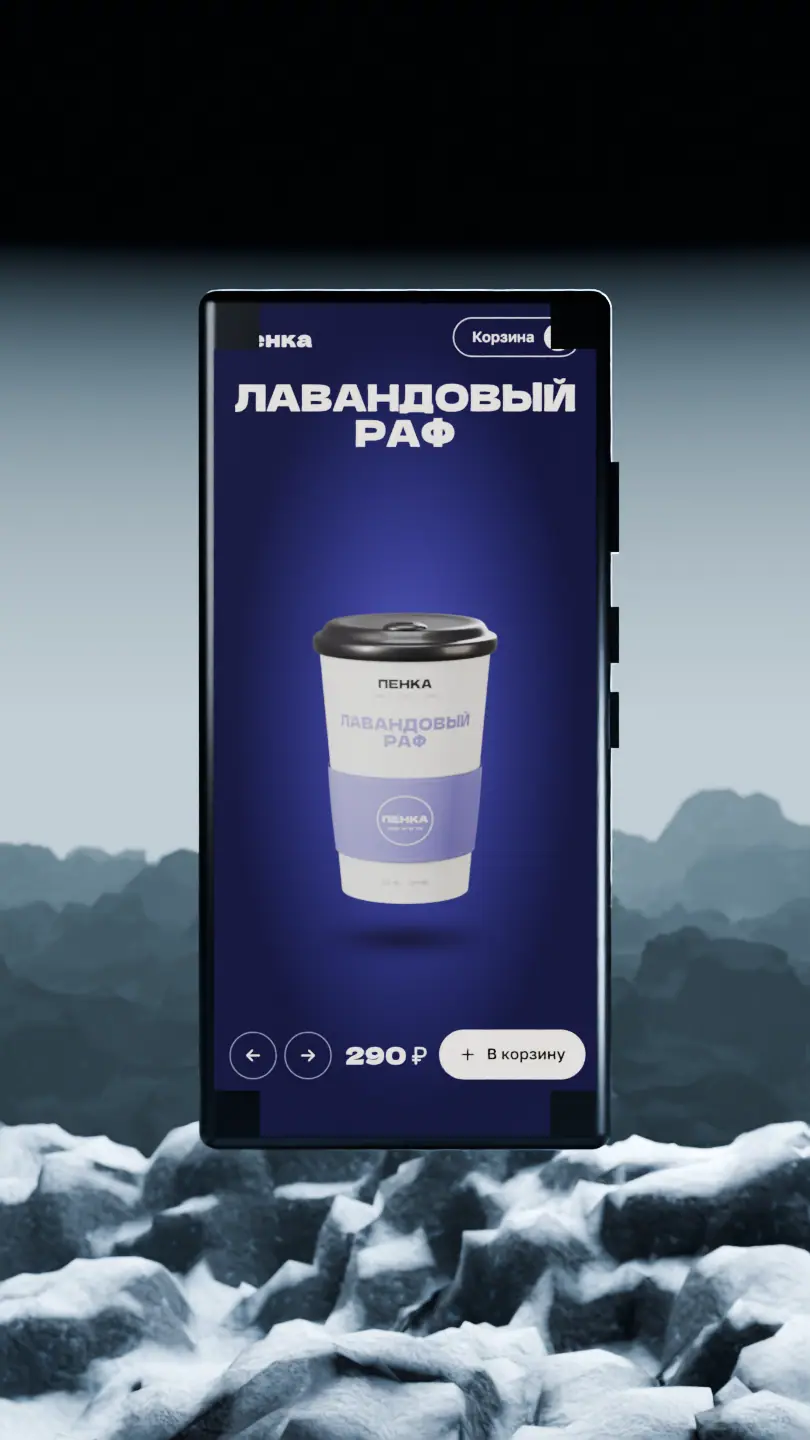 енка
Корзина
ЛАВАНДОВЫЙ
РАФ
ПЕНКА
ЛАВАНДОВЫЙ
РАФ
ПЕНКА
290 ₽
+ В корзину